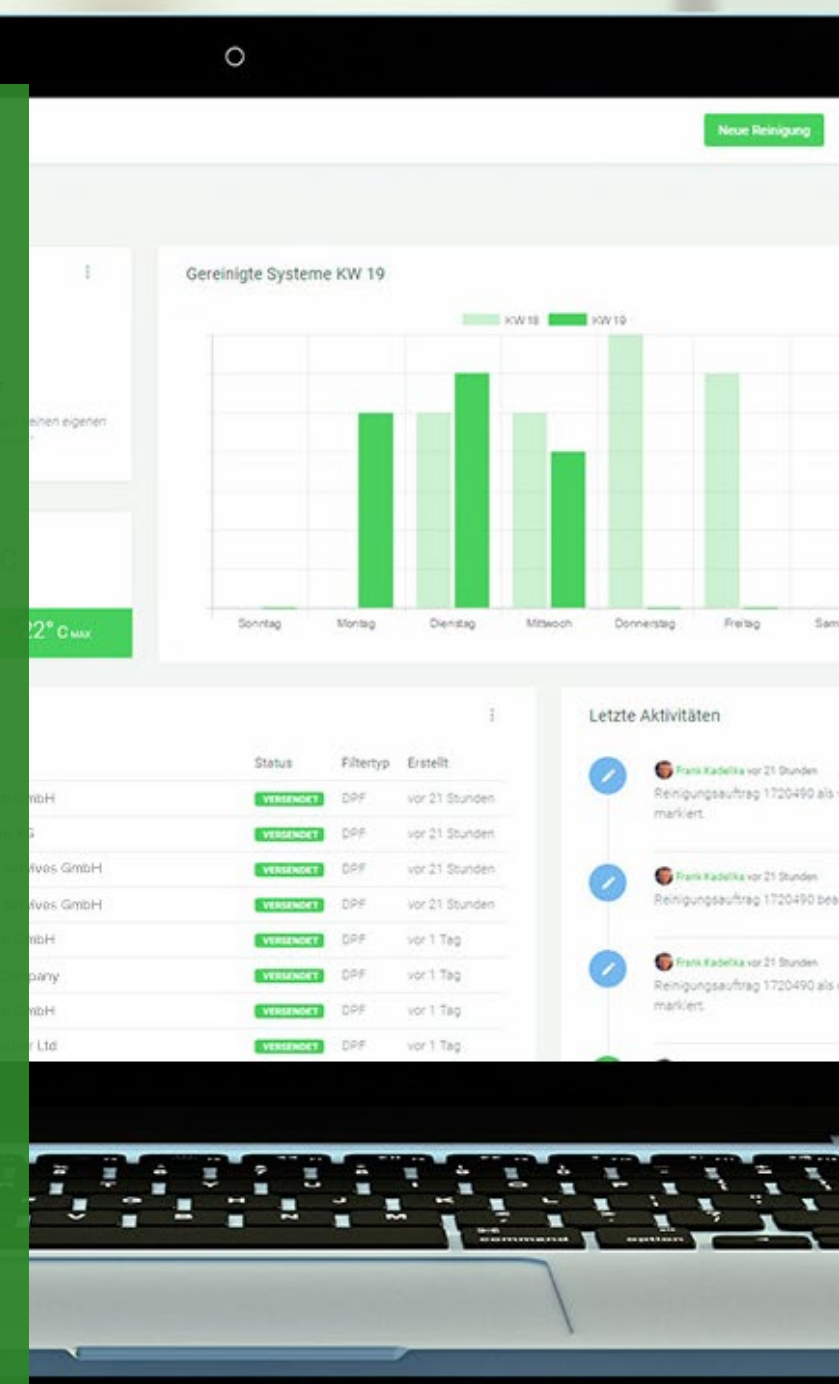 Neue Reinigung
Gereinigte Systeme KW 19
KW 18 KW 19
einen eigenen
22° C MAX
Sonntag Montag Dienstag Mittwoch Donnerstag Freitag Sam
Status Filtertyp Erstellt
mbH VERSENDET DPF vor 21 Stunden
VERSENDET DPF vor 21 Stunden
vives GmbH VERSENDET DPF vor 21 Stunden
vives GmbH VERSENDET DPF vor 21 Stunden
mbH VERSENDET DPF vor 1 Tag
pany VERSENDET DPF vor 1 Tag
mbH VERSENDET DPF vor 1 Tag
r Ltd VERSENDET DPF vor 1 Tag
Letzte Aktivitäten
Frank Kadelka vor 21 Stunden
Reinigungsauftrag 1720490 als
markiert.
Frank Kadelka vor 21 Stunden
Reinigungsauftrag 1720490 bea
Frank Kadelka vor 21 Stunden
Reinigungsauftrag 1720490 als
markiert.
command option